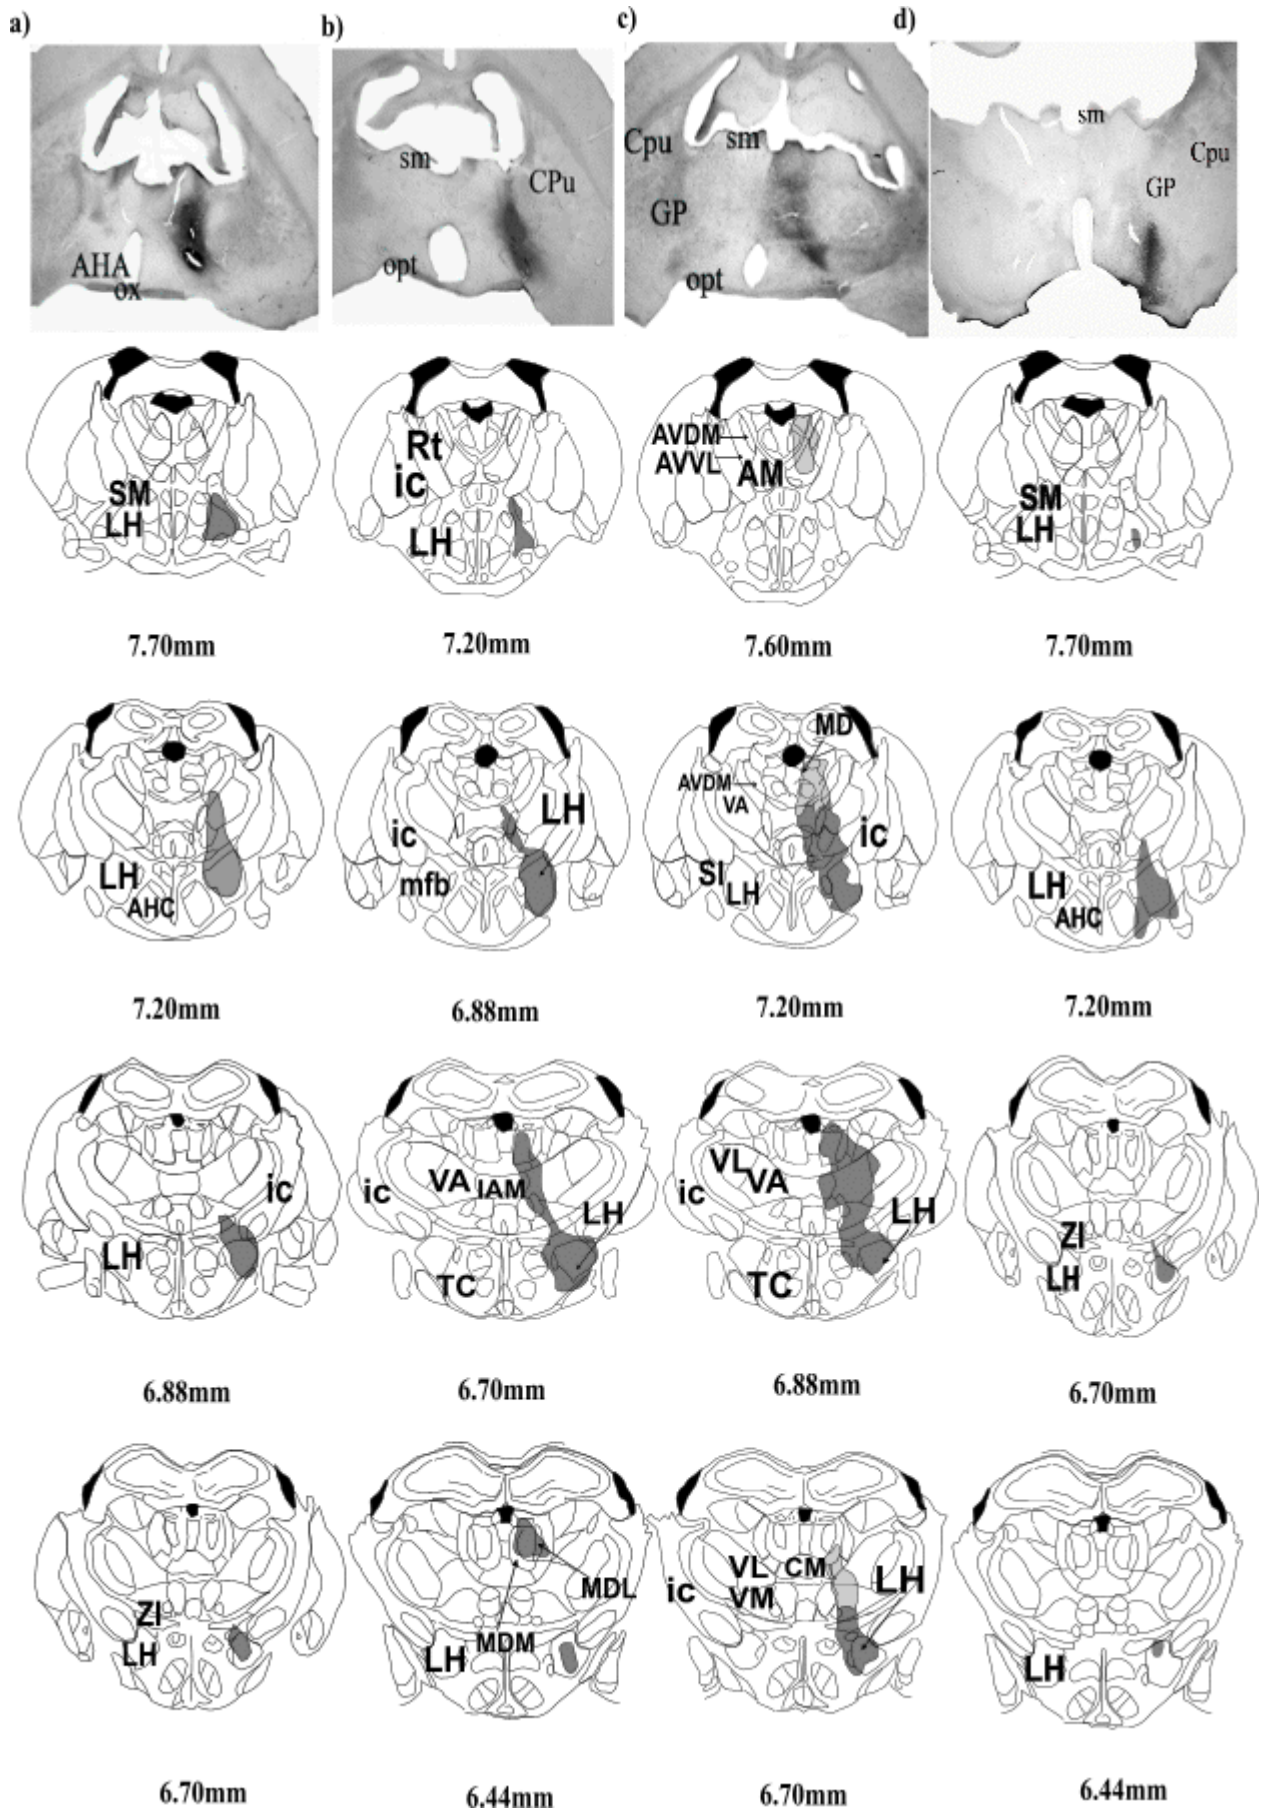 a)
b)
c)
d)
AHA
ox
sm
CPu
opt
Cpu
sm
GP
opt
sm
Cpu
GP
SM
LH
Rt
ic
LH
AVDM
AVVL
AM
SM
LH
7.70mm
7.20mm
7.60mm
7.70mm
LH
AHC
ic
mfb
LH
MD
AVDM
VA
ic
SI
LH
LH
AHC
7.20mm
6.88mm
7.20mm
7.20mm
ic
LH
ic
VA
IAM
LH
TC
ic
VL
VA
LH
TC
ZI
LH
6.88mm
6.70mm
6.88mm
6.70mm
ZI
LH
MDL
MDM
LH
ic
VL
CM
VM
LH
LH
6.70mm
6.44mm
6.70mm
6.44mm